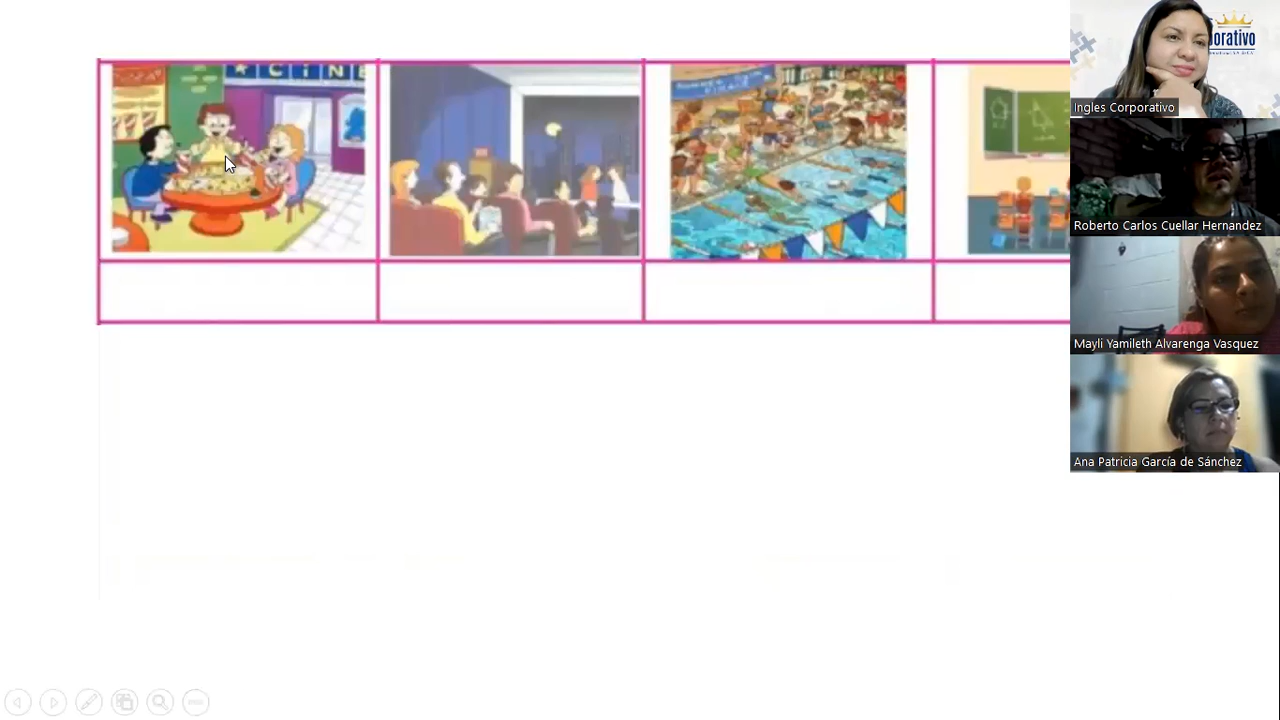 CINE
orativo
Ingles Corporativo
Roberto Carlos Cuellar Hernandez
Mayli Yamileth Alvarenga Vasquez
Ana Patricia García de Sánchez